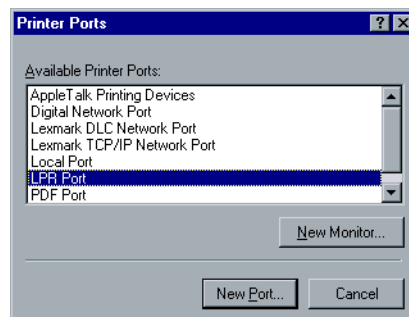 Printer Ports
Available Printer Ports:
AppleTalk Printing Devices
Digital Network Port
Lexmark DLC Network Port
Lexmark TCP/IP Network Port
Local Port
LPR Port
PDF Port
New Monitor...
New Port... Cancel